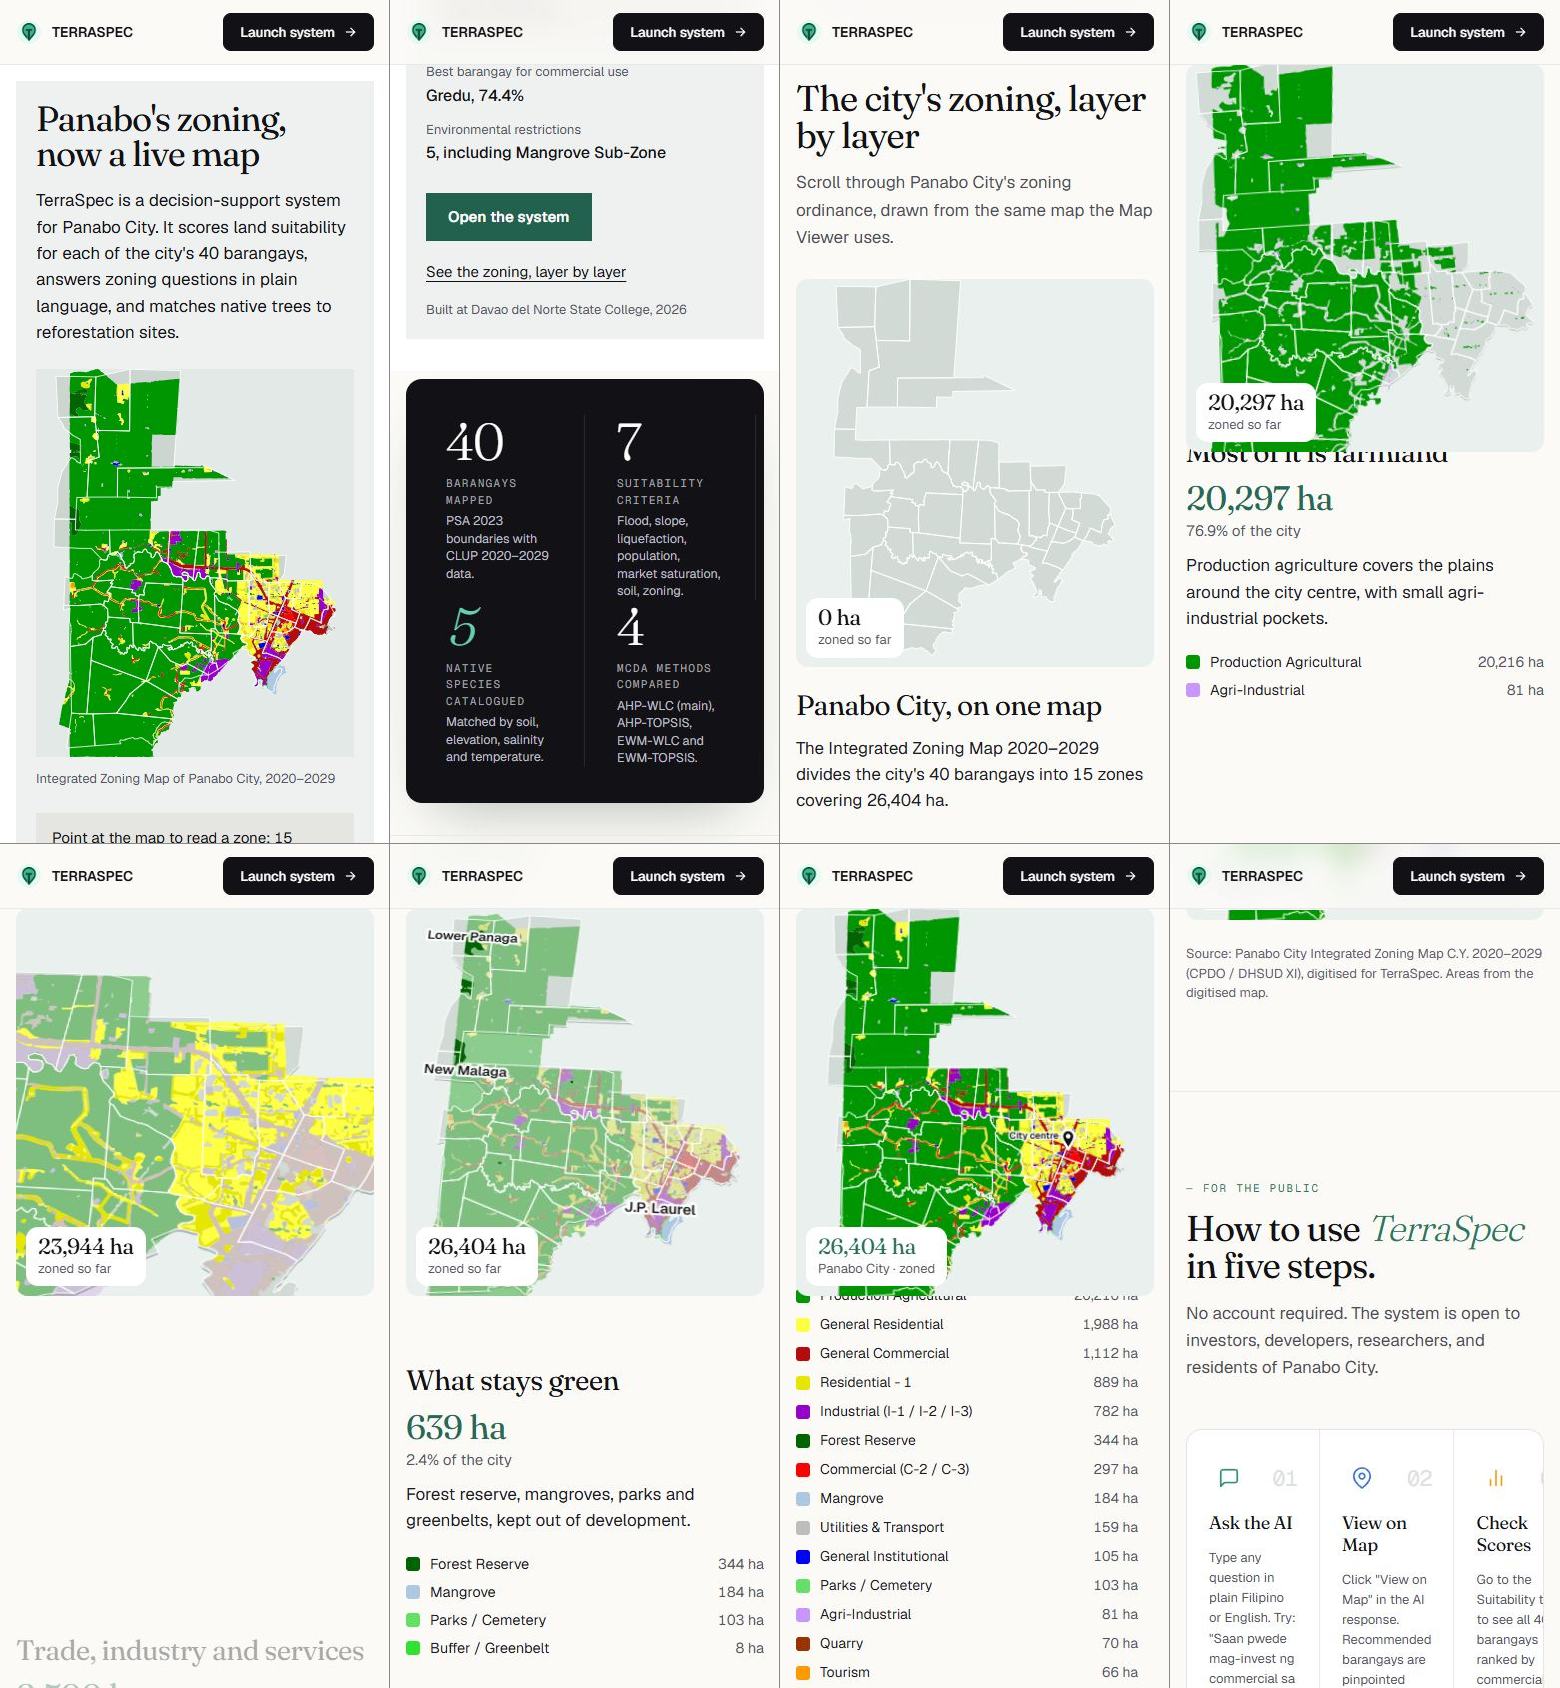 TERRASPEC
Launch system →
Panabo's zoning,
now a live map
TerraSpec is a decision-support system
for Panabo City. It scores land suitability
for each of the city's 40 barangays,
answers zoning questions in plain
language, and matches native trees to
reforestation sites.
Integrated Zoning Map of Panabo City, 2020–2029
Point at the map to read a zone: 15
TERRASPEC
Launch system →
Best barangay for commercial use
Gredu, 74.4%
Environmental restrictions
5, including Mangrove Sub-Zone
Open the system
See the zoning, layer by layer
Built at Davao del Norte State College, 2026
40
BARANGAYS
MAPPED
PSA 2023
boundaries with
CLUP 2020–2029
data.
7
SUITABILITY
CRITERIA
Flood, slope,
liquefaction,
population,
market saturation,
soil, zoning.
5
NATIVE
SPECIES
CATALOGUED
Matched by soil,
elevation, salinity
and temperature.
4
MCDA METHODS
COMPARED
AHP-WLC (main),
AHP-TOPSIS,
EWM-WLC and
EWM-TOPSIS.
TERRASPEC
Launch system →
The city's zoning, layer
by layer
Scroll through Panabo City's zoning
ordinance, drawn from the same map the Map
Viewer uses.
0 ha
zoned so far
Panabo City, on one map
The Integrated Zoning Map 2020–2029
divides the city's 40 barangays into 15 zones
covering 26,404 ha.
TERRASPEC
Launch system →
20,297 ha
zoned so far
Most of it is farmland
20,297 ha
76.9% of the city
Production agriculture covers the plains
around the city centre, with small agri-
industrial pockets.
Production Agricultural 20,216 ha
Agri-Industrial 81 ha
TERRASPEC
Launch system →
23,944 ha
zoned so far
Trade, industry and services
TERRASPEC
Launch system →
Lower Panaga
New Malaga
J.P. Laurel
26,404 ha
zoned so far
What stays green
639 ha
2.4% of the city
Forest reserve, mangroves, parks and
greenbelts, kept out of development.
Forest Reserve 344 ha
Mangrove 184 ha
Parks / Cemetery 103 ha
Buffer / Greenbelt 8 ha
TERRASPEC
Launch system →
City centre
26,404 ha
Panabo City · zoned
Production Agricultural 20,216 ha
General Residential 1,988 ha
General Commercial 1,112 ha
Residential - 1 889 ha
Industrial (I-1 / I-2 / I-3) 782 ha
Forest Reserve 344 ha
Commercial (C-2 / C-3) 297 ha
Mangrove 184 ha
Utilities & Transport 159 ha
General Institutional 105 ha
Parks / Cemetery 103 ha
Agri-Industrial 81 ha
Quarry 70 ha
Tourism 66 ha
TERRASPEC
Launch system →
Source: Panabo City Integrated Zoning Map C.Y. 2020–2029
(CPDO / DHSUD XI), digitised for TerraSpec. Areas from the
digitised map.
— FOR THE PUBLIC
How to use TerraSpec
in five steps.
No account required. The system is open to
investors, developers, researchers, and
residents of Panabo City.
01
Ask the AI
Type any
question in
plain Filipino
or English. Try:
"Saan pwede
mag-invest ng
commercial sa
02
View on
Map
Click "View on
Map" in the AI
response.
Recommended
barangays are
pinpointed
Check
Scores
Go to the
Suitability
to see all
barangays
ranked by